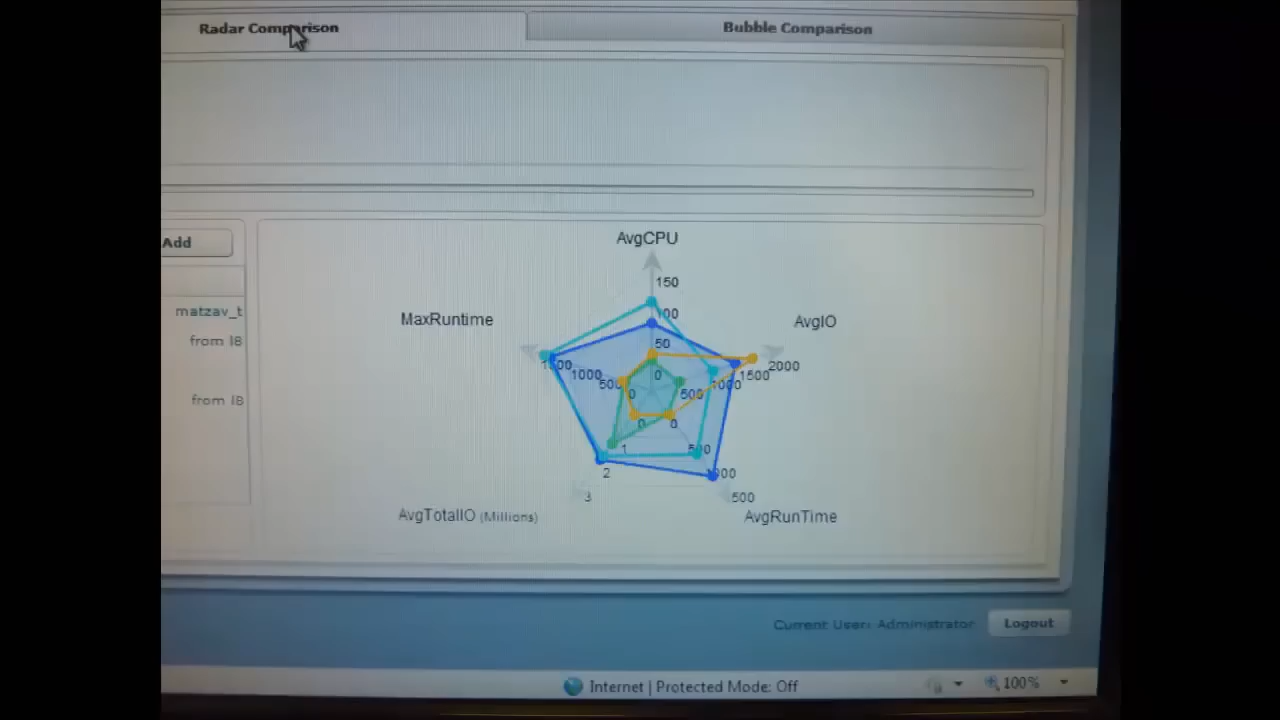 Radar Comparison
Bubble Comparison
Add
matzav_t
from I8
from I8
AvgCPU
150
100
50
0
MaxRuntime
1500
1000
500
0
AvgIO
2000
1500
1000
500
AvgTotalIO (Millions)
0
1
2
3
AvgRunTime
0
500
1000
Current User: Administrator
Logout
Internet | Protected Mode: Off
100%